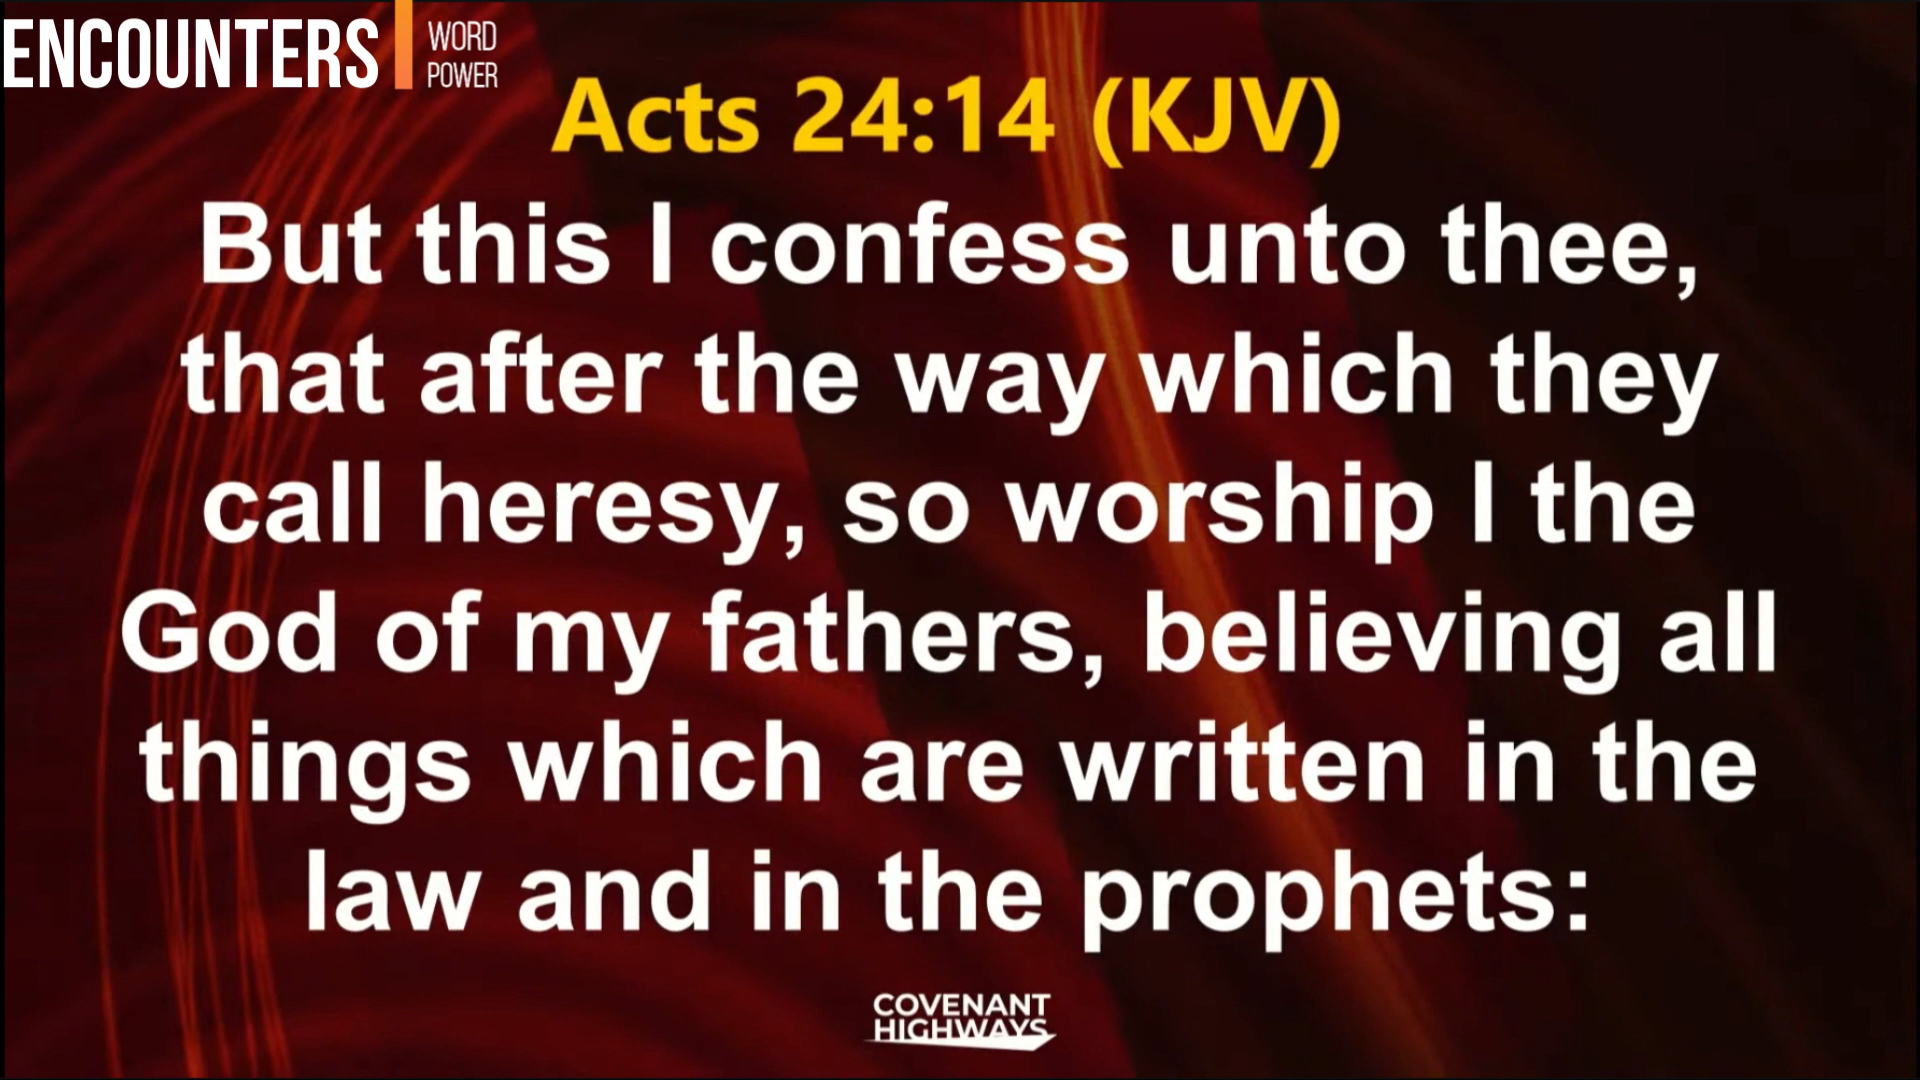 ENCOUNTERS
WORD
POWER
Acts 24:14 (KJV)
But this I confess unto thee,
that after the way which they
call heresy, so worship I the
God of my fathers, believing all
things which are written in the
law and in the prophets:
COVENANT
HIGHWAYS